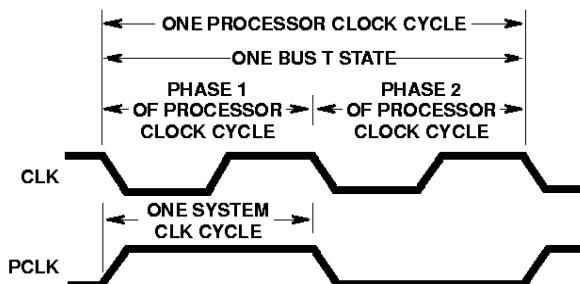 ONE PROCESSOR CLOCK CYCLE
ONE BUS T STATE
PHASE 1
OF PROCESSOR
CLOCK CYCLE
PHASE 2
OF PROCESSOR
CLOCK CYCLE
CLK
ONE SYSTEM
CLK CYCLE
PCLK